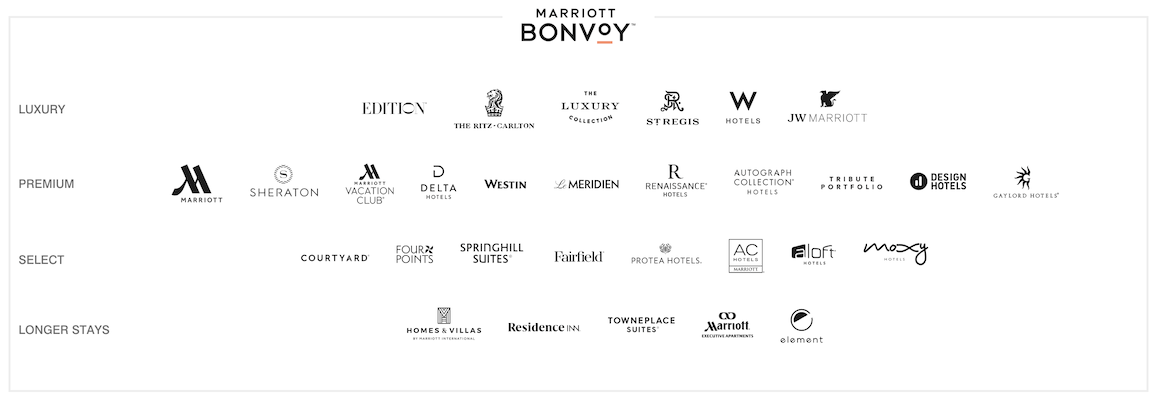 MARRIOTT
BONVOY™
LUXURY
EDITION
THE RITZ-CARLTON
THE
LUXURY
COLLECTION
ST REGIS
W
HOTELS
JW MARRIOTT
PREMIUM
MARRIOTT
S
SHERATON
MARRIOTT
VACATION
CLUB®
D
DELTA
HOTELS
WESTIN
Le MERIDIEN
R
RENAISSANCE®
HOTELS
AUTOGRAPH
COLLECTION®
HOTELS
TRIBUTE
PORTFOLIO
DESIGN
HOTELS
GAYLORD HOTELS®
SELECT
COURTYARD®
FOUR
POINTS
SPRINGHILL
SUITES®
Fairfield®
PROTEA HOTELS®
AC
HOTELS
MARRIOTT
aloft
HOTELS
moxy
HOTELS
LONGER STAYS
HOMES & VILLAS
BY MARRIOTT INTERNATIONAL
Residence INN
TOWNEPLACE
SUITES®
Marriott
EXECUTIVE APARTMENTS
element